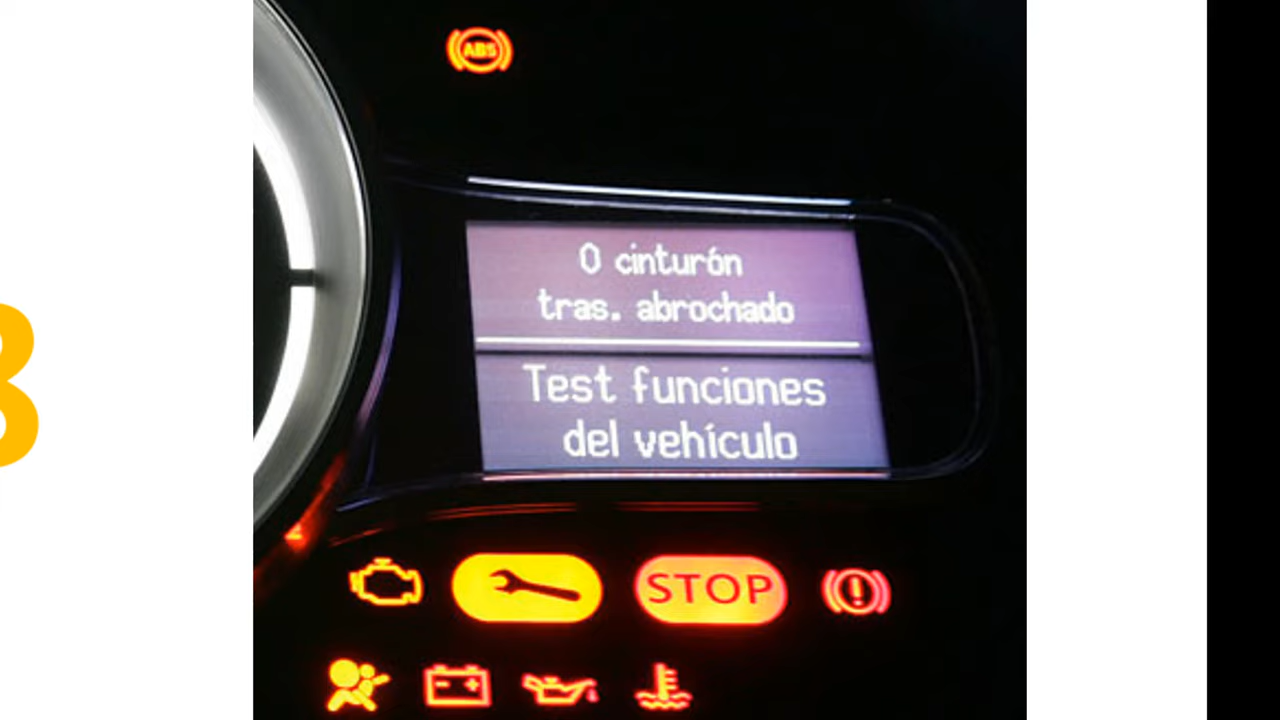 ABS
0 cinturón
tras. abrochado
Test funciones
del vehículo
STOP